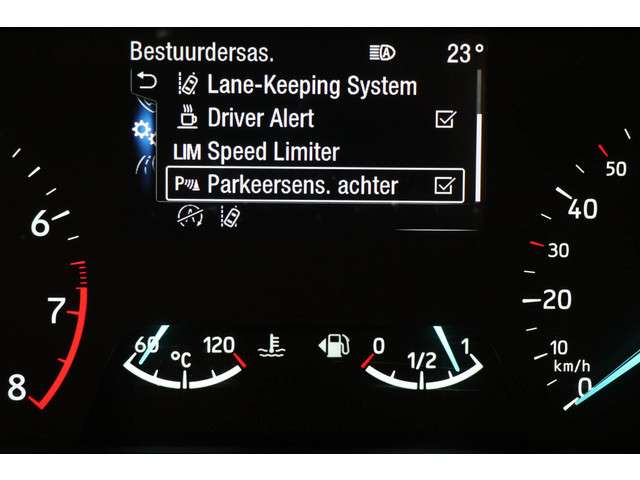 Bestuurdersas. 23°
Lane-Keeping System
Driver Alert
LIM Speed Limiter
P Parkeersens. achter
6
7
8
60 120
°C
0 1
1/2
50
40
30
20
10
km/h
0